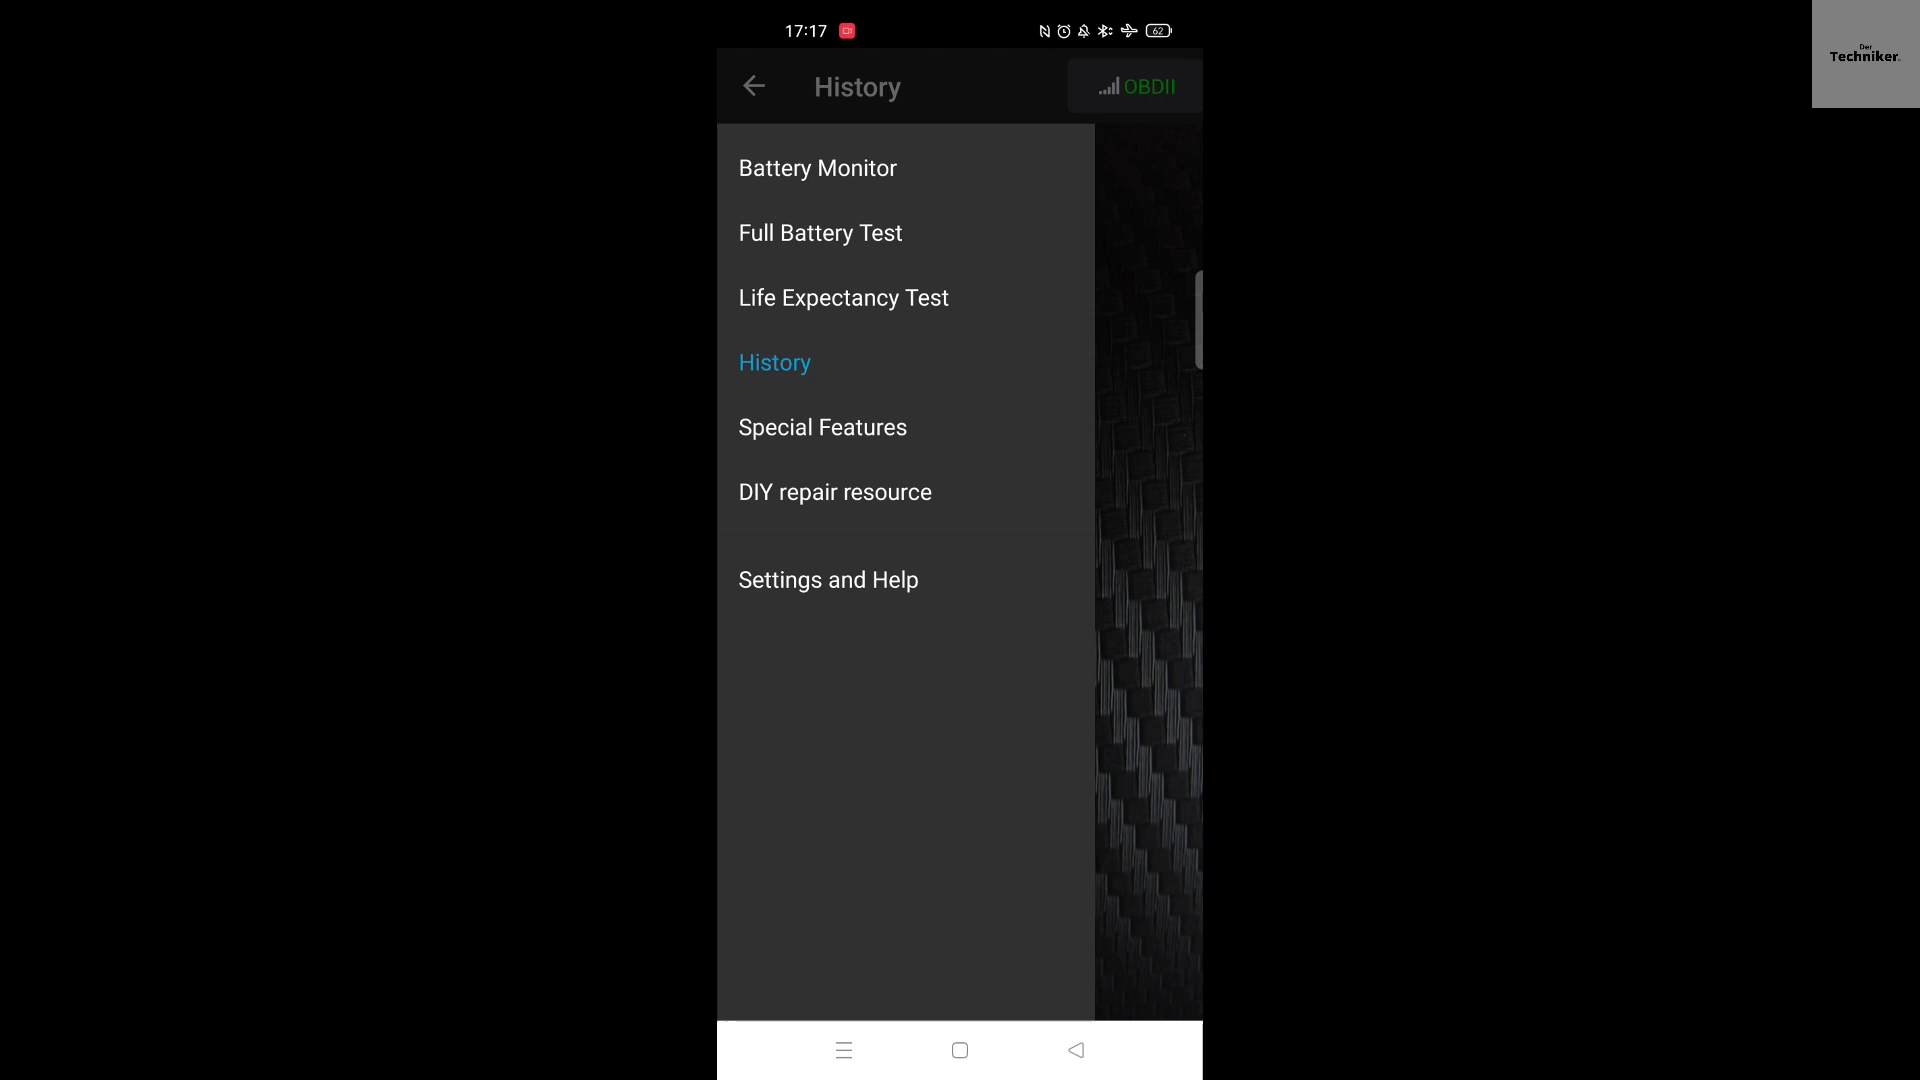 17:17
62
History
OBDII
Battery Monitor
Full Battery Test
Life Expectancy Test
History
Special Features
DIY repair resource
Settings and Help
Der
Techniker.